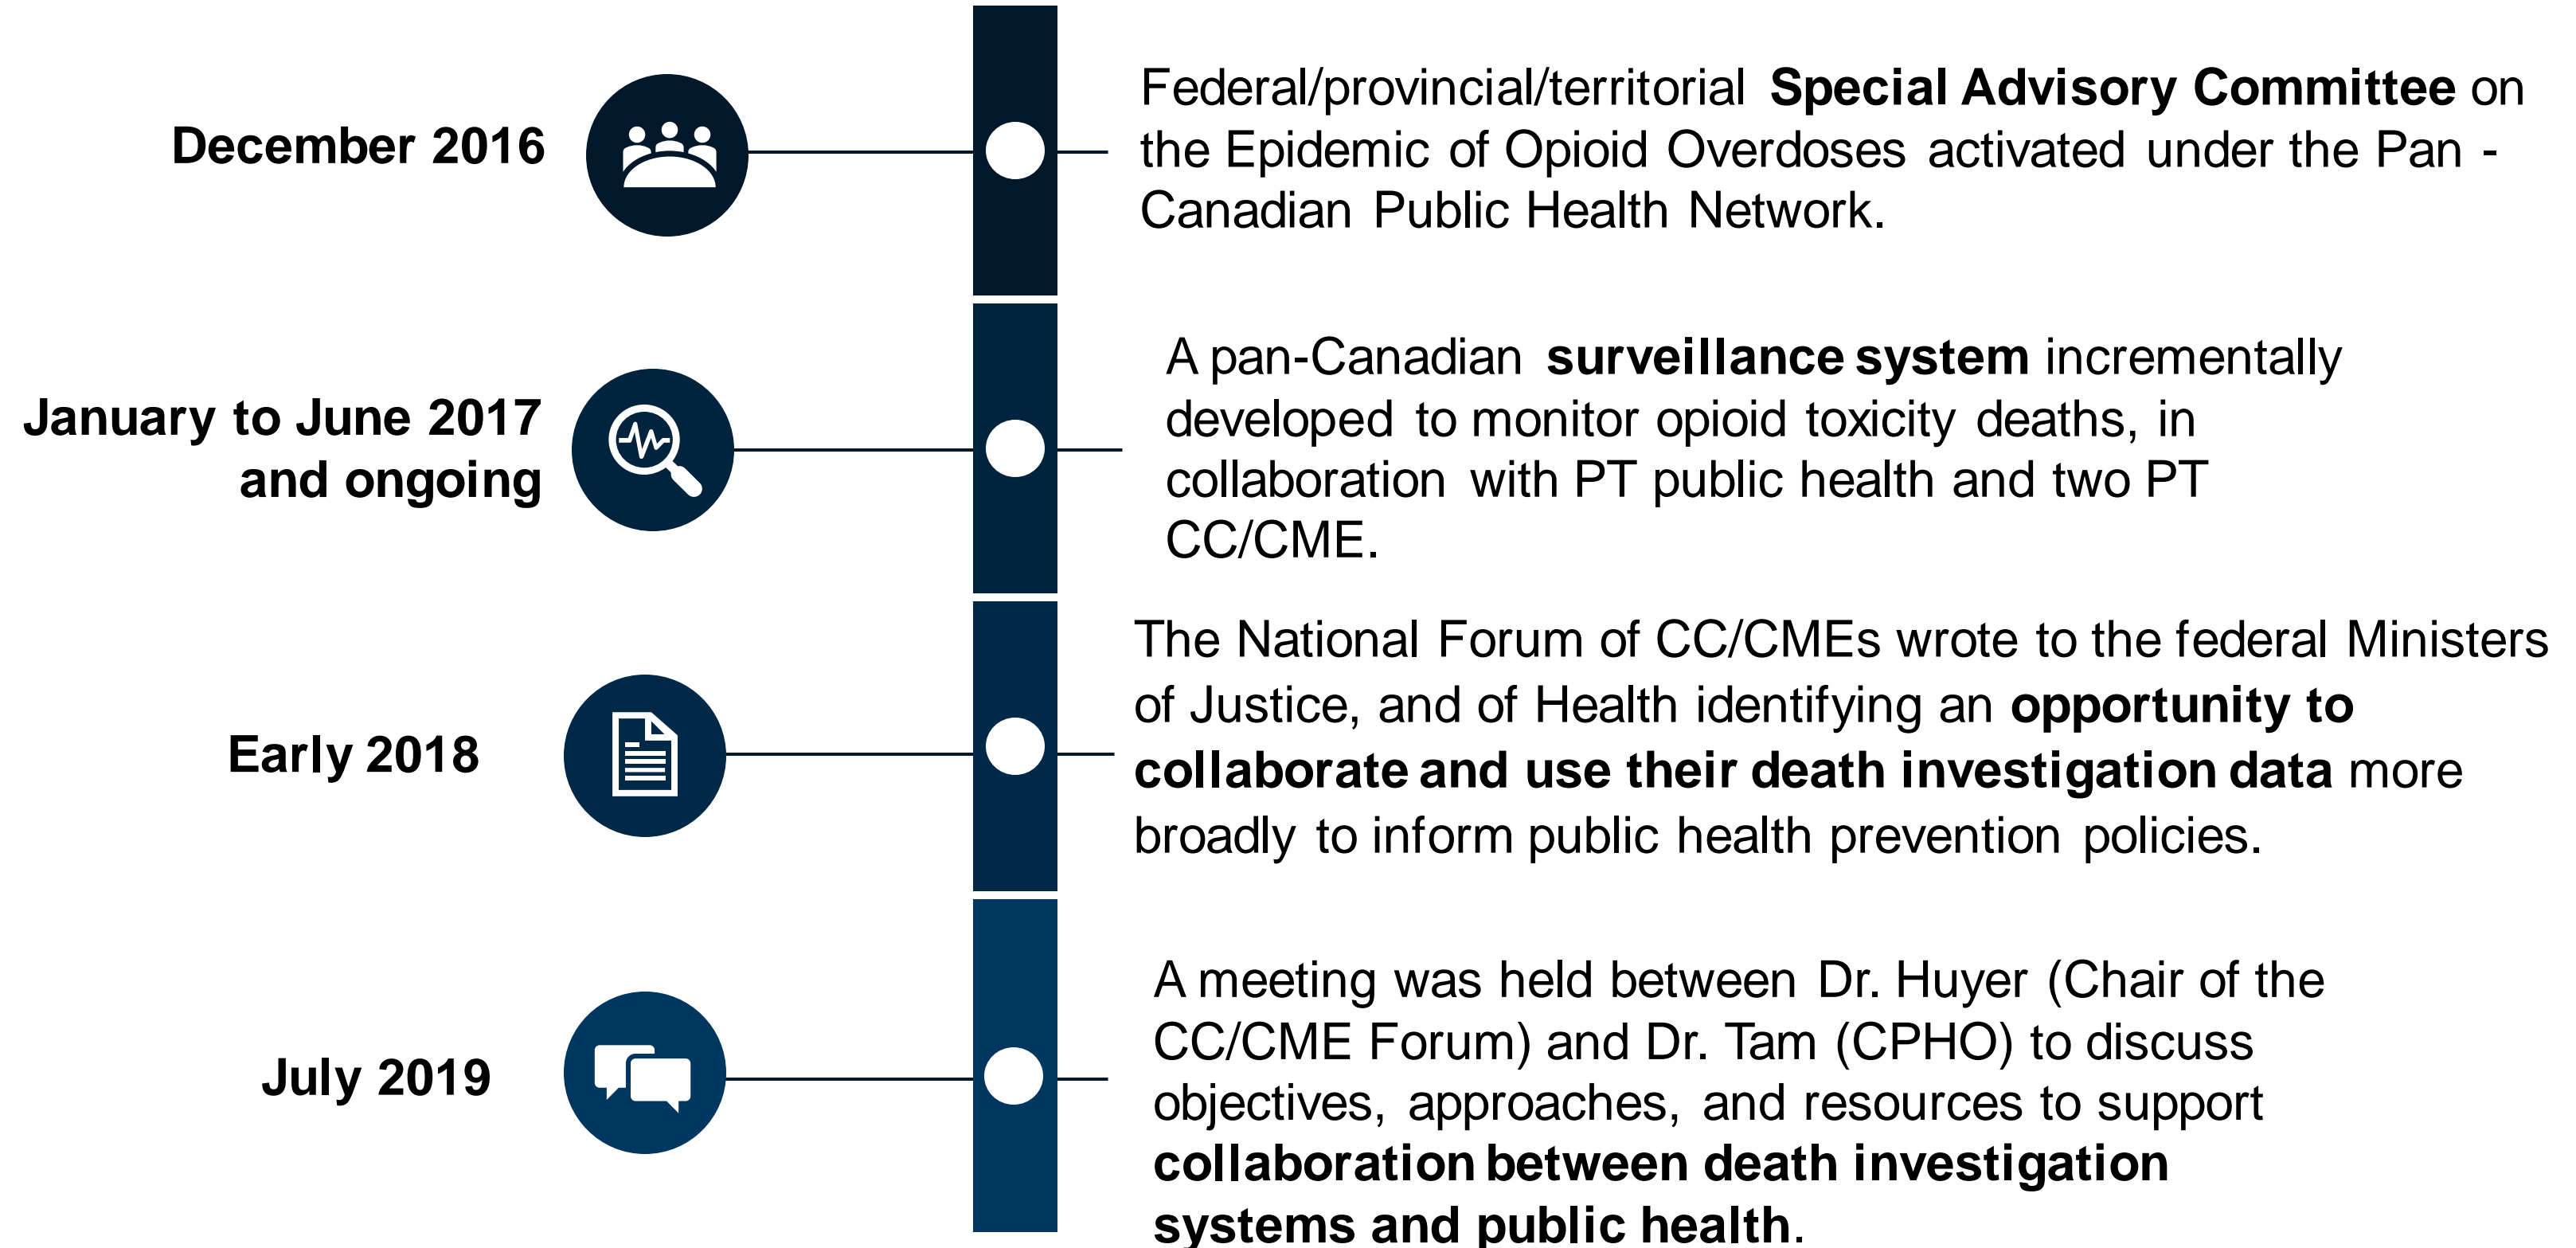 December 2016
Federal/provincial/territorial Special Advisory Committee on
the Epidemic of Opioid Overdoses activated under the Pan -
Canadian Public Health Network.
January to June 2017
and ongoing
A pan-Canadian surveillance system incrementally
developed to monitor opioid toxicity deaths, in
collaboration with PT public health and two PT
CC/CME.
Early 2018
The National Forum of CC/CMEs wrote to the federal Ministers
of Justice, and of Health identifying an opportunity to
collaborate and use their death investigation data more
broadly to inform public health prevention policies.
July 2019
A meeting was held between Dr. Huyer (Chair of the
CC/CME Forum) and Dr. Tam (CPHO) to discuss
objectives, approaches, and resources to support
collaboration between death investigation
systems and public health.